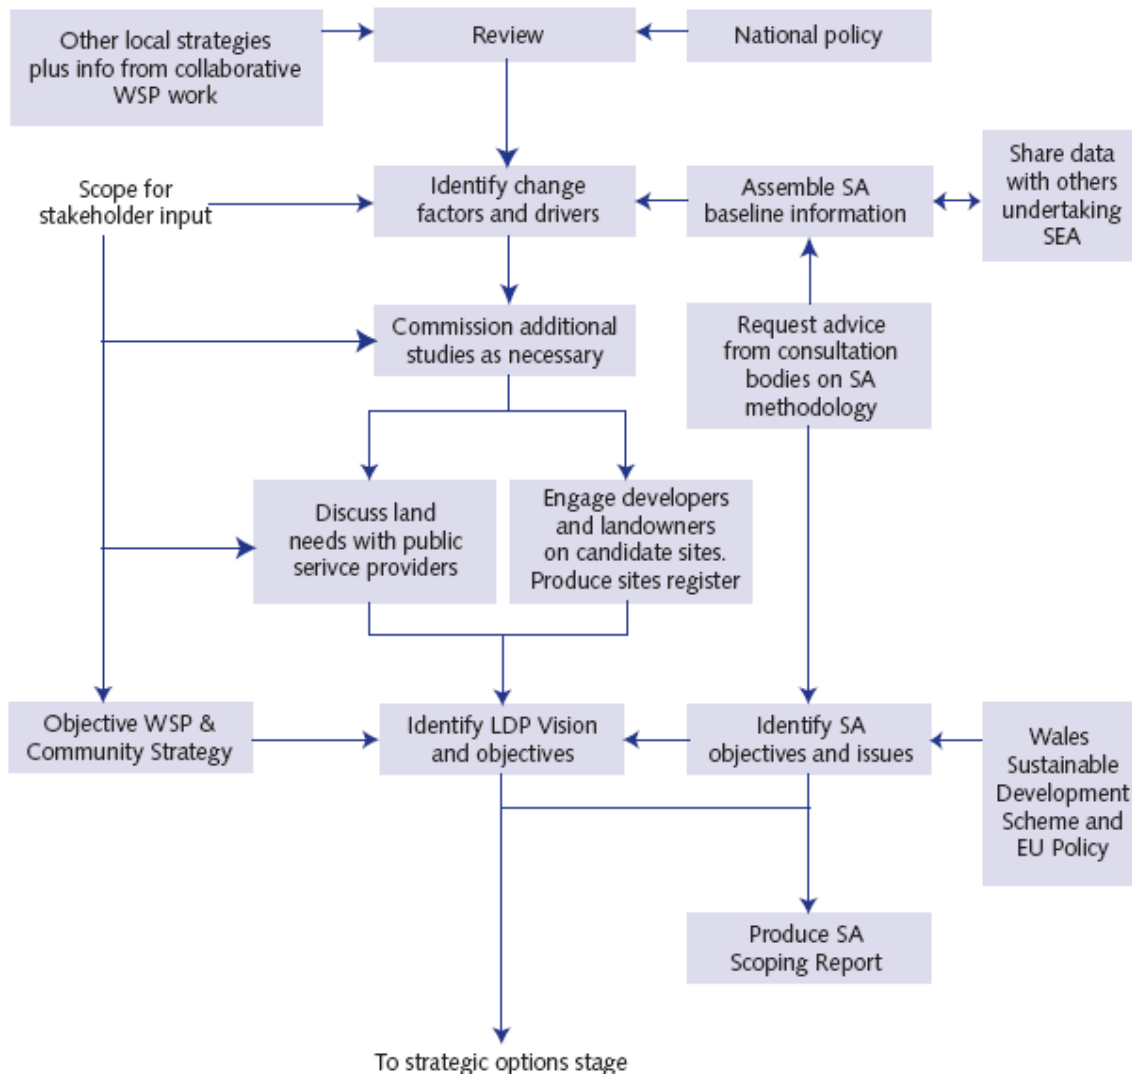 Other local strategies
plus info from collaborative
WSP work
Review
National policy
Scope for
stakeholder input
Identify change
factors and drivers
Assemble SA
baseline information
Share data
with others
undertaking
SEA
Commission additional
studies as necessary
Request advice
from consultation
bodies on SA
methodology
Discuss land
needs with public
serivce providers
Engage developers
and landowners
on candidate sites.
Produce sites register
Objective WSP &
Community Strategy
Identify LDP Vision
and objectives
Identify SA
objectives and issues
Wales
Sustainable
Development
Scheme and
EU Policy
Produce SA
Scoping Report
To strategic options stage